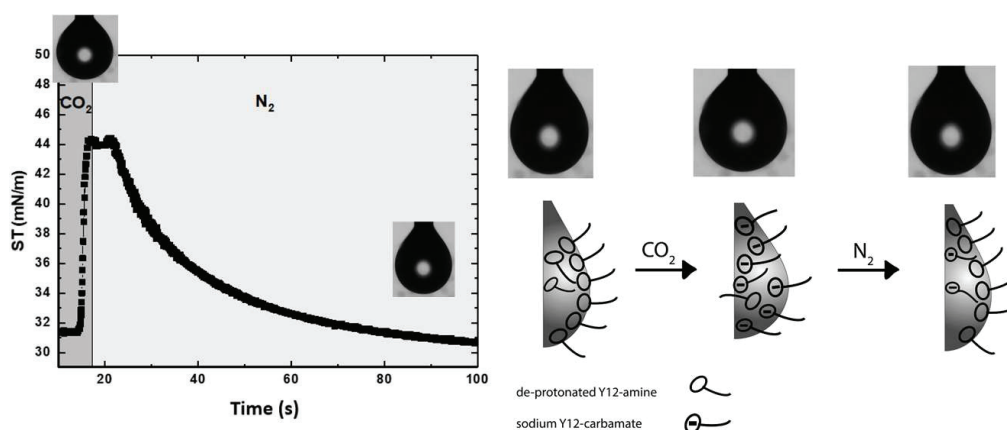 50
48
46
44
42
40
38
36
34
32
30
ST (mN/m)
CO₂
N₂
20
40
60
80
100
Time (s)
CO₂
N₂
de-protonated Y12-amine
sodium Y12-carbamate